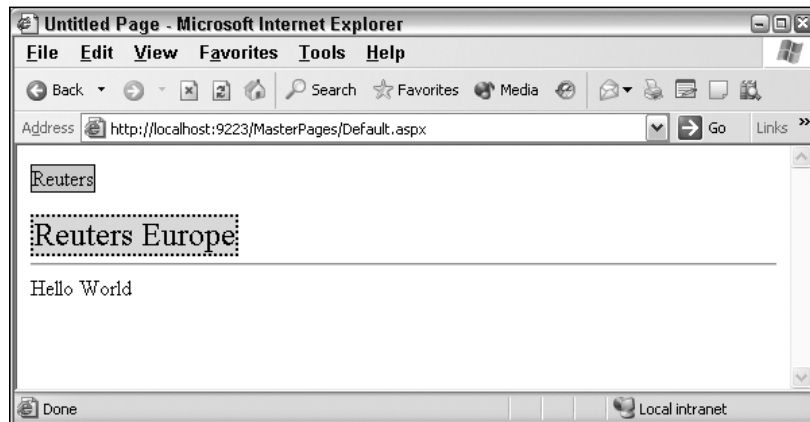 Untitled Page - Microsoft Internet Explorer
File Edit View Favorites Tools Help
Back Search Favorites Media
Address http://localhost:9223/MasterPages/Default.aspx Go Links »
Reuters
Reuters Europe
Hello World
Done Local intranet